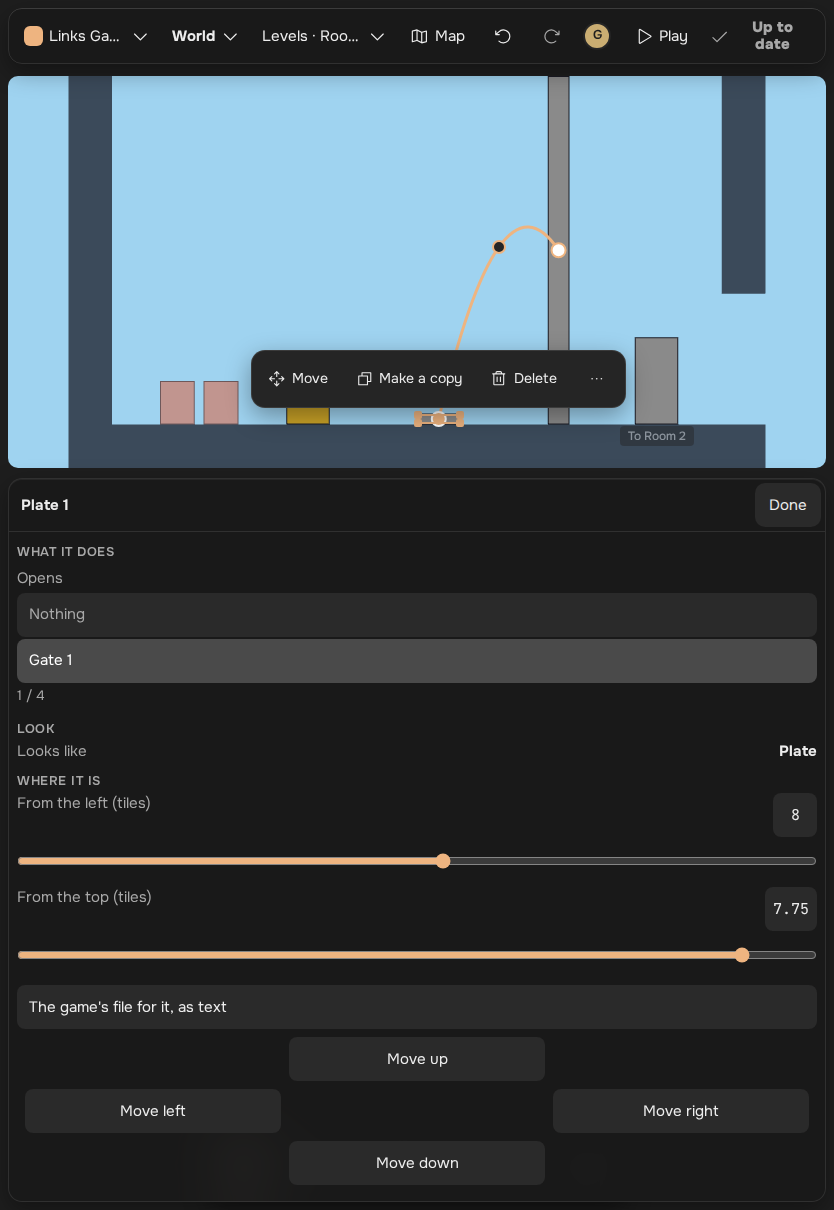 Links Ga...
World
Levels · Roo...
Map
G
Play
Up to
date
Move
Make a copy
Delete
...
To Room 2
Plate 1
Done
WHAT IT DOES
Opens
Nothing
Gate 1
1 / 4
LOOK
Looks like
Plate
WHERE IT IS
From the left (tiles)
8
From the top (tiles)
7.75
The game's file for it, as text
Move up
Move left
Move right
Move down